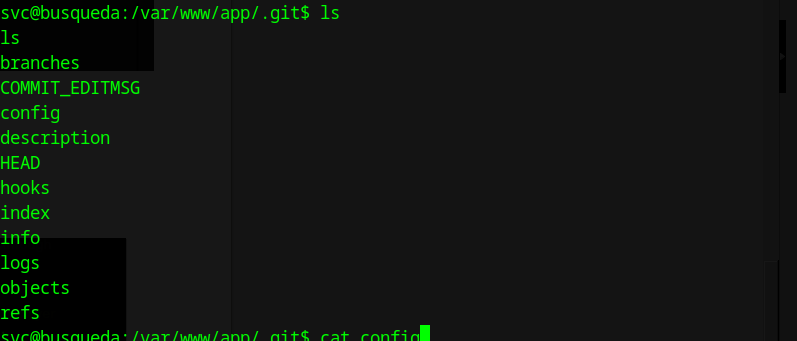 svc@busqueda:/var/www/app/.git$ ls
ls
branches
COMMIT_EDITMSG
config
description
HEAD
hooks
index
info
logs
objects
refs
svc@busqueda:/var/www/app/.git$ cat config